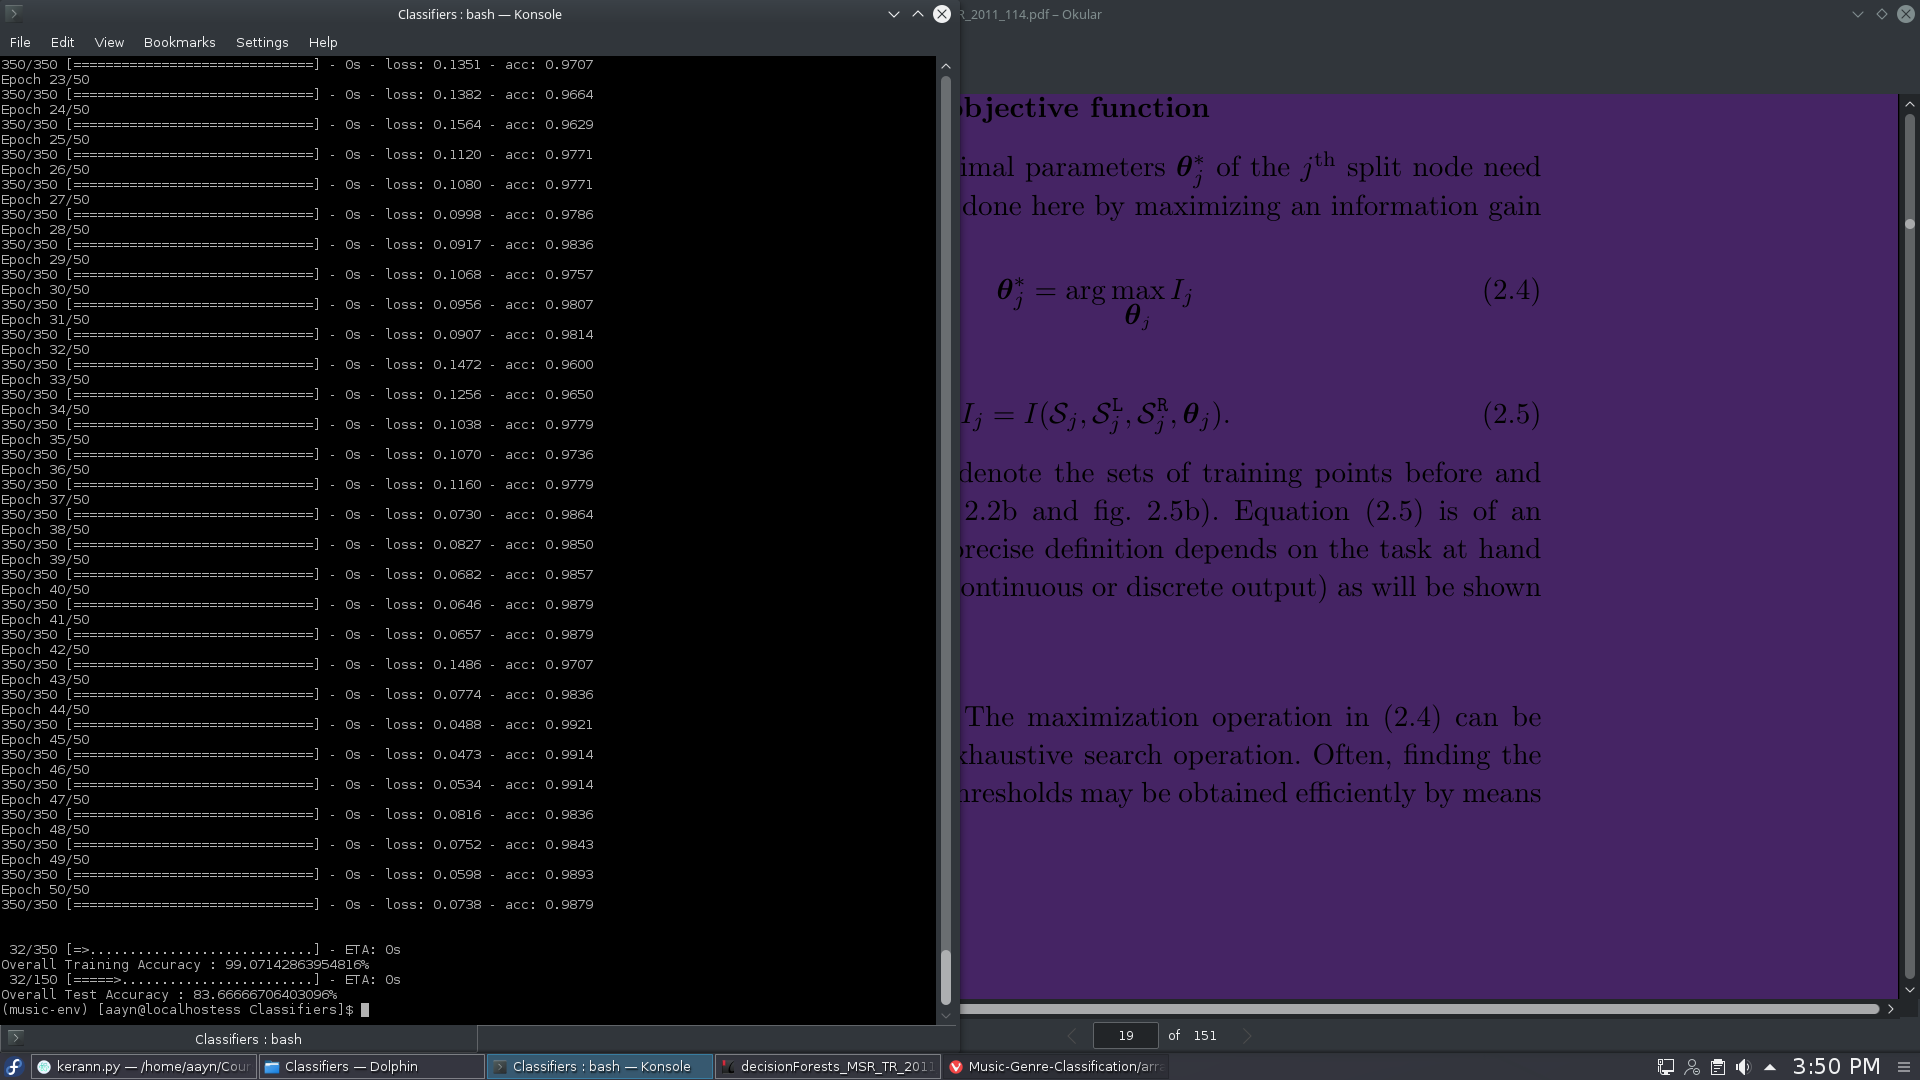 Classifiers : bash — Konsole
R_2011_114.pdf – Okular
File Edit View Bookmarks Settings Help
350/350 [==============================] - 0s - loss: 0.1351 - acc: 0.9707
Epoch 23/50
350/350 [==============================] - 0s - loss: 0.1382 - acc: 0.9664
Epoch 24/50
350/350 [==============================] - 0s - loss: 0.1564 - acc: 0.9629
Epoch 25/50
350/350 [==============================] - 0s - loss: 0.1120 - acc: 0.9771
Epoch 26/50
350/350 [==============================] - 0s - loss: 0.1080 - acc: 0.9771
Epoch 27/50
350/350 [==============================] - 0s - loss: 0.0998 - acc: 0.9786
Epoch 28/50
350/350 [==============================] - 0s - loss: 0.0917 - acc: 0.9836
Epoch 29/50
350/350 [==============================] - 0s - loss: 0.1068 - acc: 0.9757
Epoch 30/50
350/350 [==============================] - 0s - loss: 0.0956 - acc: 0.9807
Epoch 31/50
350/350 [==============================] - 0s - loss: 0.0907 - acc: 0.9814
Epoch 32/50
350/350 [==============================] - 0s - loss: 0.1472 - acc: 0.9600
Epoch 33/50
350/350 [==============================] - 0s - loss: 0.1256 - acc: 0.9650
Epoch 34/50
350/350 [==============================] - 0s - loss: 0.1038 - acc: 0.9779
Epoch 35/50
350/350 [==============================] - 0s - loss: 0.1070 - acc: 0.9736
Epoch 36/50
350/350 [==============================] - 0s - loss: 0.1160 - acc: 0.9779
Epoch 37/50
350/350 [==============================] - 0s - loss: 0.0730 - acc: 0.9864
Epoch 38/50
350/350 [==============================] - 0s - loss: 0.0827 - acc: 0.9850
Epoch 39/50
350/350 [==============================] - 0s - loss: 0.0682 - acc: 0.9857
Epoch 40/50
350/350 [==============================] - 0s - loss: 0.0646 - acc: 0.9879
Epoch 41/50
350/350 [==============================] - 0s - loss: 0.0657 - acc: 0.9879
Epoch 42/50
350/350 [==============================] - 0s - loss: 0.1486 - acc: 0.9707
Epoch 43/50
350/350 [==============================] - 0s - loss: 0.0774 - acc: 0.9836
Epoch 44/50
350/350 [==============================] - 0s - loss: 0.0488 - acc: 0.9921
Epoch 45/50
350/350 [==============================] - 0s - loss: 0.0473 - acc: 0.9914
Epoch 46/50
350/350 [==============================] - 0s - loss: 0.0534 - acc: 0.9914
Epoch 47/50
350/350 [==============================] - 0s - loss: 0.0816 - acc: 0.9836
Epoch 48/50
350/350 [==============================] - 0s - loss: 0.0752 - acc: 0.9843
Epoch 49/50
350/350 [==============================] - 0s - loss: 0.0598 - acc: 0.9893
Epoch 50/50
350/350 [==============================] - 0s - loss: 0.0738 - acc: 0.9879
32/350 [=>............................] - ETA: 0s
Overall Training Accuracy : 99.07142863954816%
32/150 [=====>........................] - ETA: 0s
Overall Test Accuracy : 83.66666706403096%
(music-env) [aayn@localhostess Classifiers]$
Classifiers : bash
objective function
imal parameters θ*j of the jth split node need
done here by maximizing an information gain
θ*j = arg max Ij (2.4)
θj
Ij = I(Sj, SLj, SRj, θj). (2.5)
denote the sets of training points before and
2.2b and fig. 2.5b). Equation (2.5) is of an
precise definition depends on the task at hand
continuous or discrete output) as will be shown
The maximization operation in (2.4) can be
xhaustive search operation. Often, finding the
hresholds may be obtained efficiently by means
19 of 151
kerann.py — /home/aayn/Cour
Classifiers — Dolphin
Classifiers : bash — Konsole
decisionForests_MSR_TR_2011
Music-Genre-Classification/arra
3:50 PM